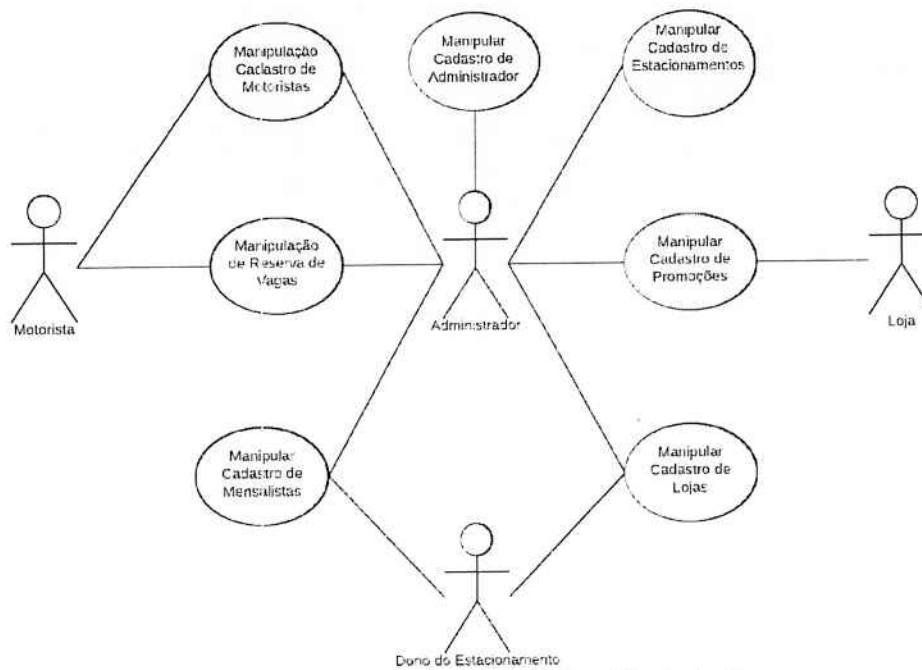 Manipulação
Cadastro de
Motoristas
Manipular
Cadastro de
Administrador
Manipular
Cadastro de
Estacionamentos
Motorista
Manipulação
de Reserva de
Vagas
Administrador
Manipular
Cadastro de
Promoções
Loja
Manipular
Cadastro de
Mensalistas
Manipular
Cadastro de
Lojas
Dono do Estacionamento